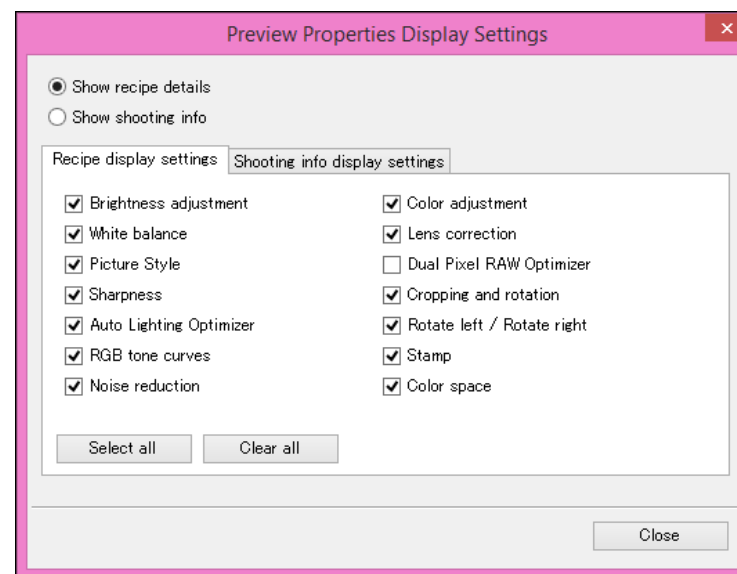 Preview Properties Display Settings
Show recipe details
Show shooting info
Recipe display settings
Shooting info display settings
Brightness adjustment
Color adjustment
White balance
Lens correction
Picture Style
Dual Pixel RAW Optimizer
Sharpness
Cropping and rotation
Auto Lighting Optimizer
Rotate left / Rotate right
RGB tone curves
Stamp
Noise reduction
Color space
Select all
Clear all
Close